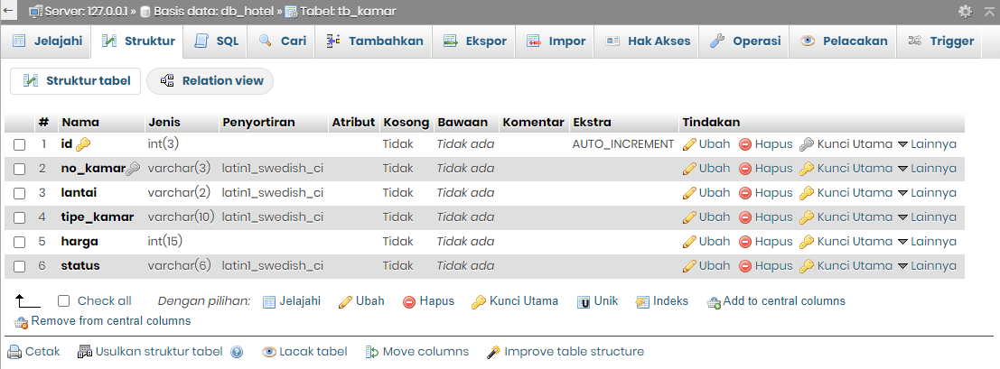 ← Server: 127.0.0.1 » Basis data: db_hotel » Tabel: tb_kamar
Jelajahi Struktur SQL Cari Tambahkan Ekspor Impor Hak Akses Operasi Pelacakan Trigger
Struktur tabel Relation view
# Nama Jenis Penyortiran Atribut Kosong Bawaan Komentar Ekstra Tindakan
1 id int(3) Tidak Tidak ada AUTO_INCREMENT Ubah Hapus Kunci Utama Lainnya
2 no_kamar varchar(3) latin1_swedish_ci Tidak Tidak ada Ubah Hapus Kunci Utama Lainnya
3 lantai varchar(2) latin1_swedish_ci Tidak Tidak ada Ubah Hapus Kunci Utama Lainnya
4 tipe_kamar varchar(10) latin1_swedish_ci Tidak Tidak ada Ubah Hapus Kunci Utama Lainnya
5 harga int(15) Tidak Tidak ada Ubah Hapus Kunci Utama Lainnya
6 status varchar(6) latin1_swedish_ci Tidak Tidak ada Ubah Hapus Kunci Utama Lainnya
Check all Dengan pilihan: Jelajahi Ubah Hapus Kunci Utama Unik Indeks Add to central columns
Remove from central columns
Cetak Usulkan struktur tabel Lacak tabel Move columns Improve table structure